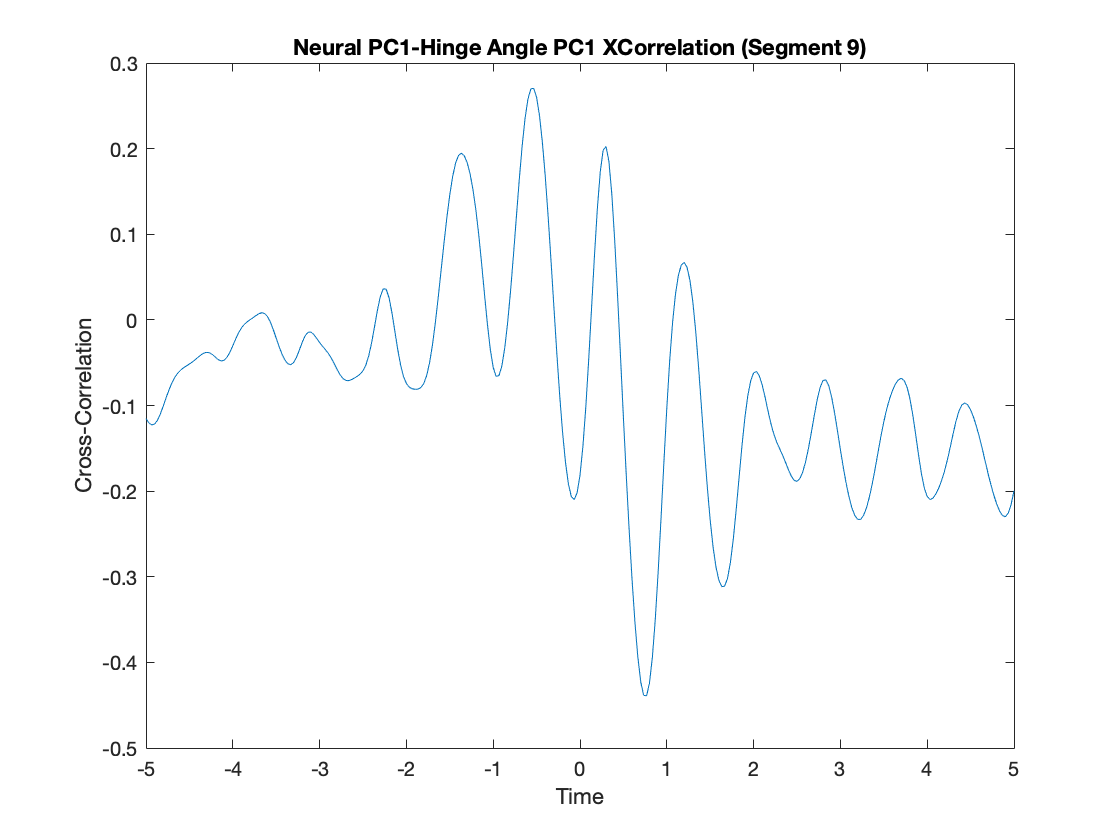 Neural PC1-Hinge Angle PC1 XCorrelation (Segment 9)
0.3
0.2
0.1
0
-0.1
-0.2
-0.3
-0.4
-0.5
Cross-Correlation
-5 -4 -3 -2 -1 0 1 2 3 4 5
Time